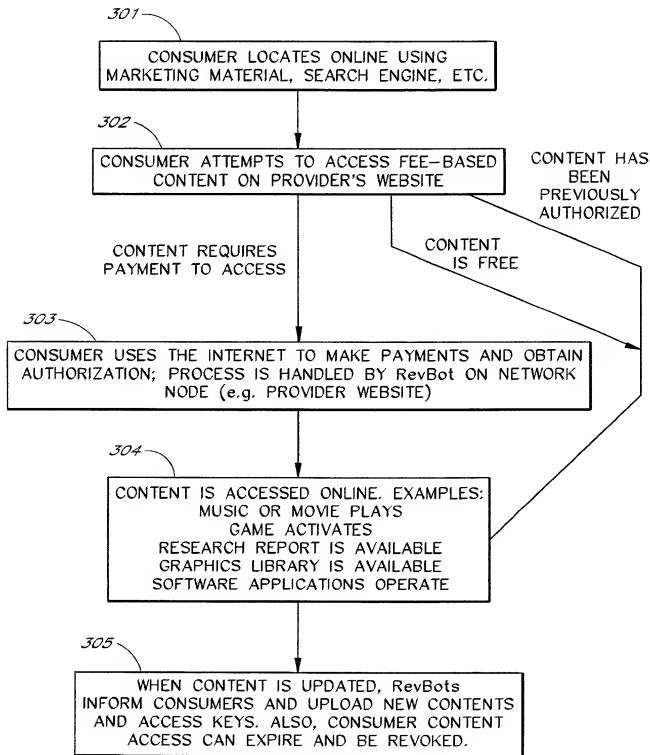 301
CONSUMER LOCATES ONLINE USING
MARKETING MATERIAL, SEARCH ENGINE, ETC.
302
CONSUMER ATTEMPTS TO ACCESS FEE-BASED
CONTENT ON PROVIDER'S WEBSITE
CONTENT HAS
BEEN
PREVIOUSLY
AUTHORIZED
CONTENT REQUIRES
PAYMENT TO ACCESS
CONTENT
IS FREE
303
CONSUMER USES THE INTERNET TO MAKE PAYMENTS AND OBTAIN
AUTHORIZATION; PROCESS IS HANDLED BY RevBot ON NETWORK
NODE (e.g. PROVIDER WEBSITE)
304
CONTENT IS ACCESSED ONLINE. EXAMPLES:
MUSIC OR MOVIE PLAYS
GAME ACTIVATES
RESEARCH REPORT IS AVAILABLE
GRAPHICS LIBRARY IS AVAILABLE
SOFTWARE APPLICATIONS OPERATE
305
WHEN CONTENT IS UPDATED, RevBots
INFORM CONSUMERS AND UPLOAD NEW CONTENTS
AND ACCESS KEYS. ALSO, CONSUMER CONTENT
ACCESS CAN EXPIRE AND BE REVOKED.